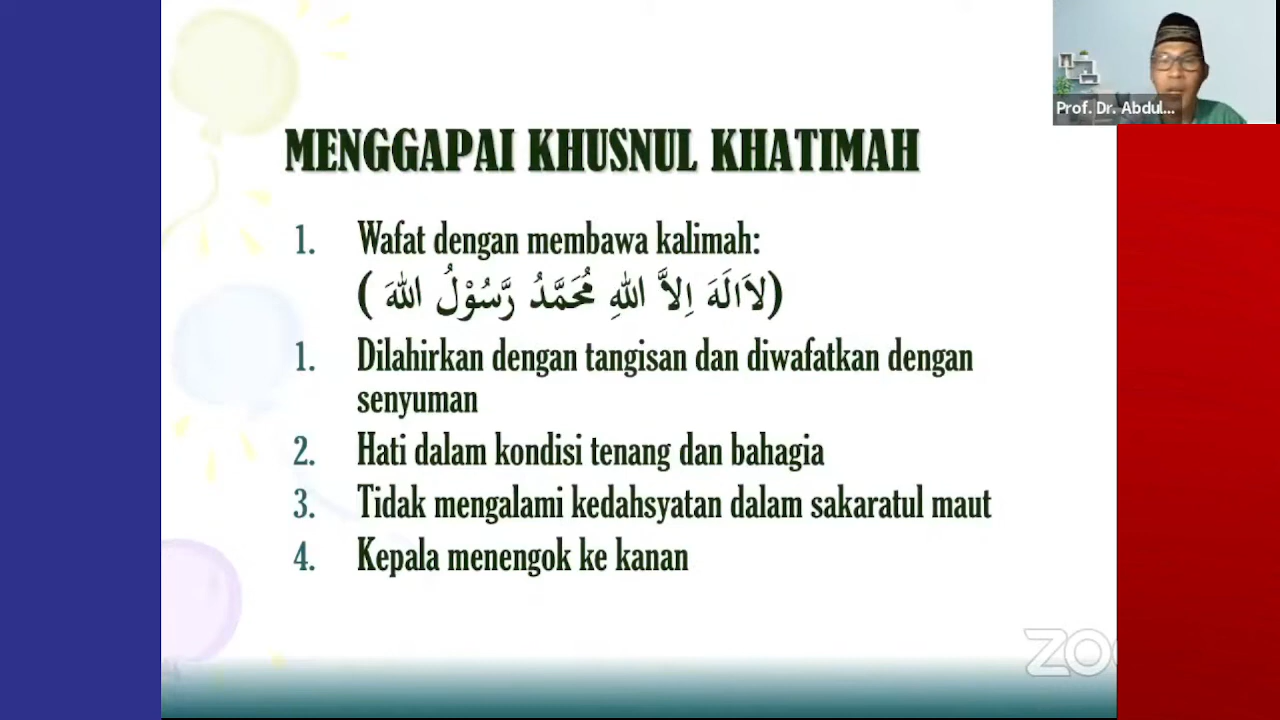 Prof. Dr. Abdul...
MENGGAPAI KHUSNUL KHATIMAH
1. Wafat dengan membawa kalimah:
(لاَاِلَهَ اِلاَّ اللهِ مُحَمَّدُ رَّسُوْلُ اللهَ )
1. Dilahirkan dengan tangisan dan diwafatkan dengan
senyuman
2. Hati dalam kondisi tenang dan bahagia
3. Tidak mengalami kedahsyatan dalam sakaratul maut
4. Kepala menengok ke kanan